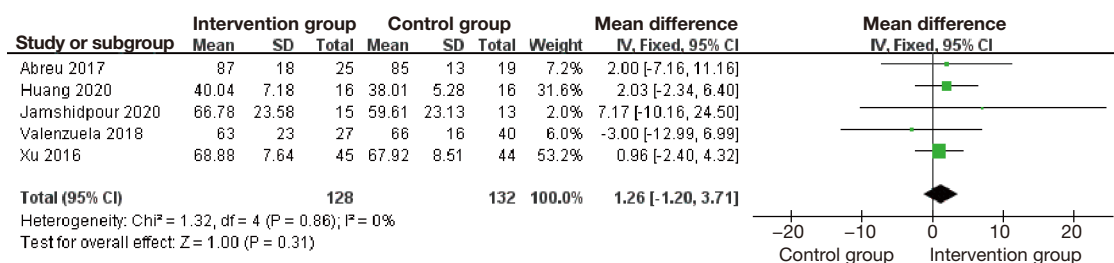 Intervention group Control group Mean difference Mean difference
Study or subgroup Mean SD Total Mean SD Total Weight IV, Fixed, 95% CI IV, Fixed, 95% CI
Abreu 2017 87 18 25 85 13 19 7.2% 2.00 [-7.16, 11.16]
Huang 2020 40.04 7.18 16 38.01 5.28 16 31.6% 2.03 [-2.34, 6.40]
Jamshidpour 2020 66.78 23.58 15 59.61 23.13 13 2.0% 7.17 [-10.16, 24.50]
Valenzuela 2018 63 23 27 66 16 40 6.0% -3.00 [-12.99, 6.99]
Xu 2016 68.88 7.64 45 67.92 8.51 44 53.2% 0.96 [-2.40, 4.32]
Total (95% CI) 128 132 100.0% 1.26 [-1.20, 3.71]
Heterogeneity: Chi² = 1.32, df = 4 (P = 0.86); I² = 0%
Test for overall effect: Z = 1.00 (P = 0.31)
−20 −10 0 10 20
Control group Intervention group